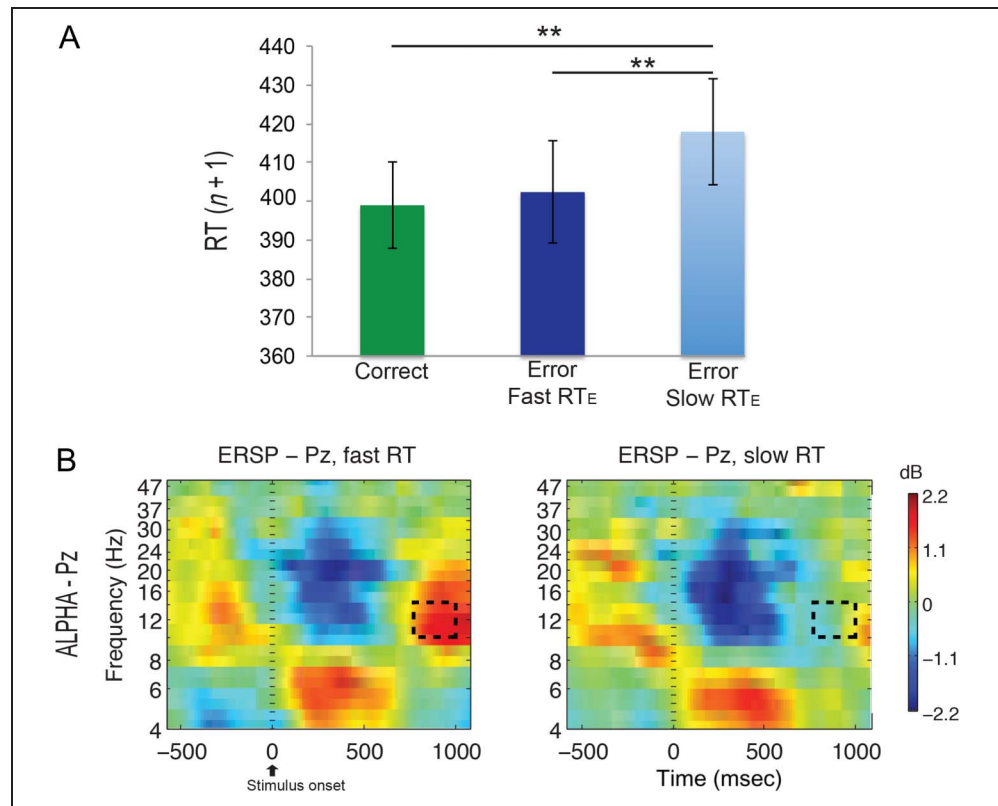 A
**
**
440
430
420
410
400
390
380
370
360
RT (n + 1)
Correct
Error
Fast RTE
Error
Slow RTE
B
ERSP – Pz, fast RT
ERSP – Pz, slow RT
dB
ALPHA - Pz
Frequency (Hz)
47
37
30
24
20
16
12
8
6
4
47
37
30
24
20
16
12
8
6
4
2.2
1.1
0
−1.1
−2.2
−500
0
500
1000
−500
0
500
1000
Stimulus onset
Time (msec)